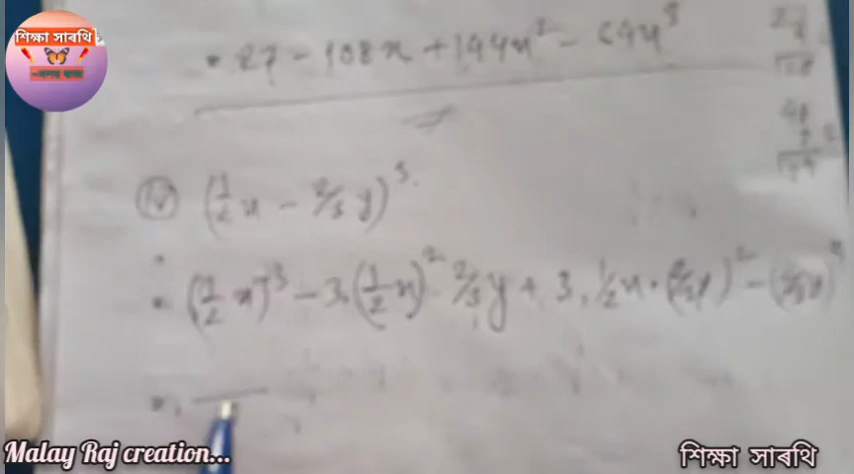 শিক্ষা সাৰথি
= 27 - 108x + 144x² - 64x³
(iv) (1/2 x - 2/3 y)³
= (1/2 x)³ - 3.(1/2 x)² . 2/3 y + 3 . 1/2 x . (2/3 y)² - (2/3 y)³
=
Malay Raj creation...
শিক্ষা সাৰথি